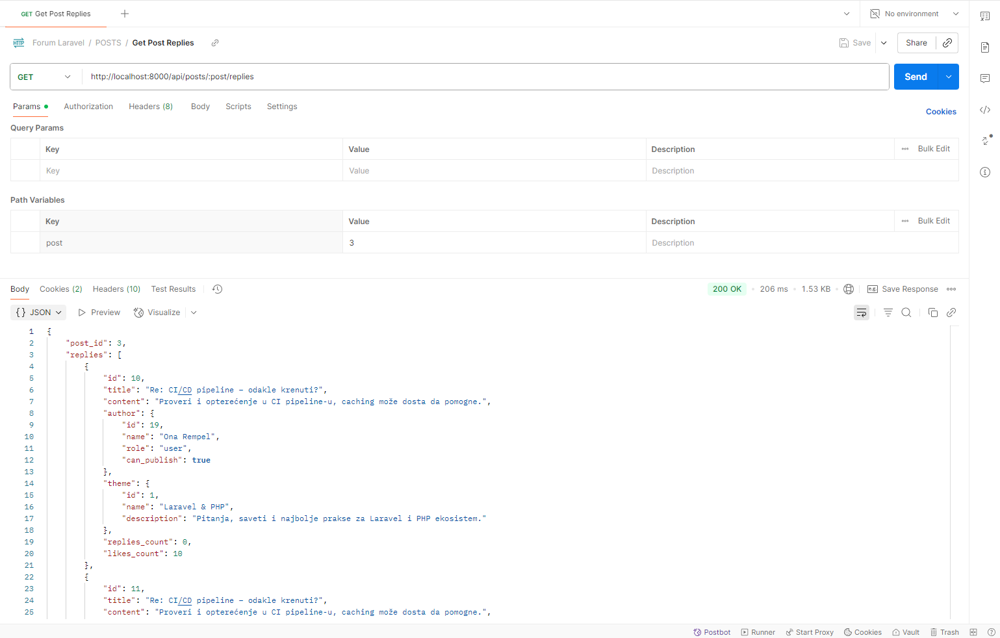 GET Get Post Replies
No environment
HTTP Forum Laravel / POSTS / Get Post Replies
Save
Share
GET http://localhost:8000/api/posts/:post/replies
Send
Params Authorization Headers (8) Body Scripts Settings
Cookies
Query Params
Key Value Description Bulk Edit
Key Value Description
Path Variables
Key Value Description Bulk Edit
post 3 Description
Body Cookies (2) Headers (10) Test Results
200 OK 206 ms 1.53 KB e.g. Save Response
{} JSON Preview Visualize
1 {
2 "post_id": 3,
3 "replies": [
4 {
5 "id": 10,
6 "title": "Re: CI/CD pipeline – odakle krenuti?",
7 "content": "Proveri i opterećenje u CI pipeline-u, caching može dosta da pomogne.",
8 "author": {
9 "id": 19,
10 "name": "Ona Rempel",
11 "role": "user",
12 "can_publish": true
13 },
14 "theme": {
15 "id": 1,
16 "name": "Laravel & PHP",
17 "description": "Pitanja, saveti i najbolje prakse za Laravel i PHP ekosistem."
18 },
19 "replies_count": 0,
20 "likes_count": 10
21 },
22 {
23 "id": 11,
24 "title": "Re: CI/CD pipeline – odakle krenuti?",
25 "content": "Proveri i opterećenje u CI pipeline-u, caching može dosta da pomogne.",
Postbot Runner Start Proxy Cookies Vault Trash